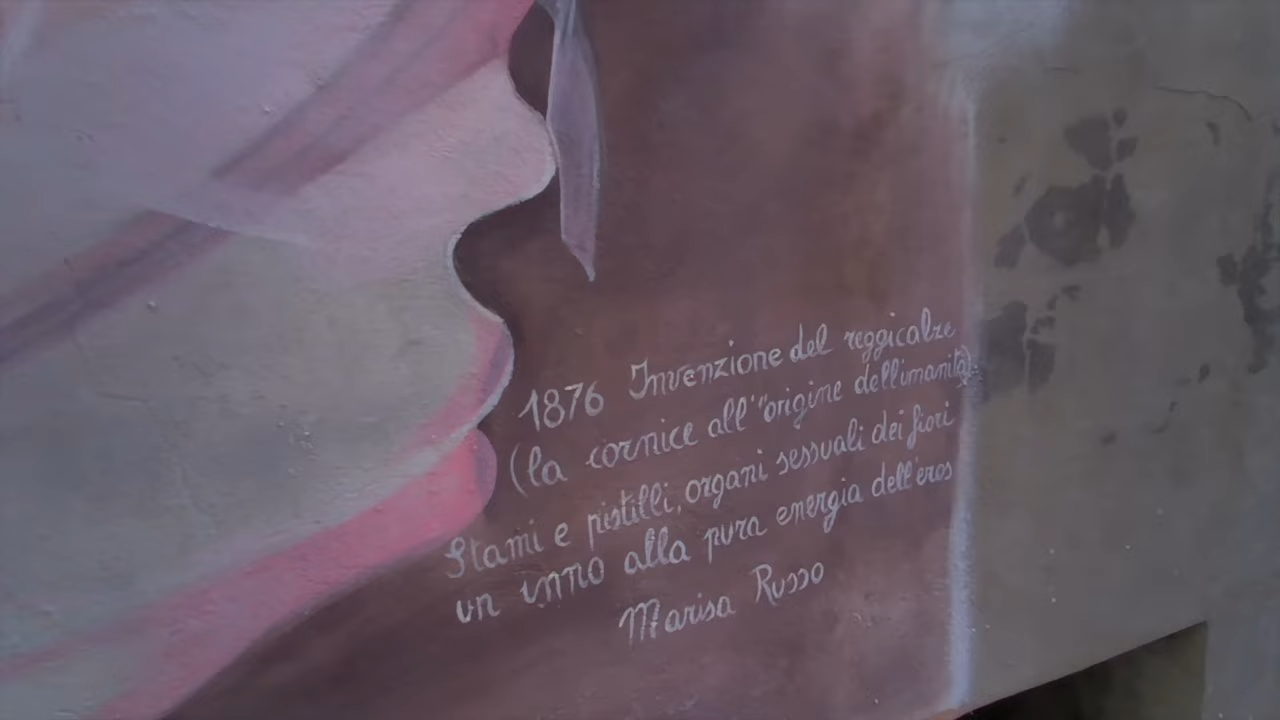 1876 Invenzione del reggicalze
(la cornice all'"origine dell'imanità)
Stami e pistilli, organi sessuali dei fiori
un inno alla pura energia dell'eros
Marisa Russo